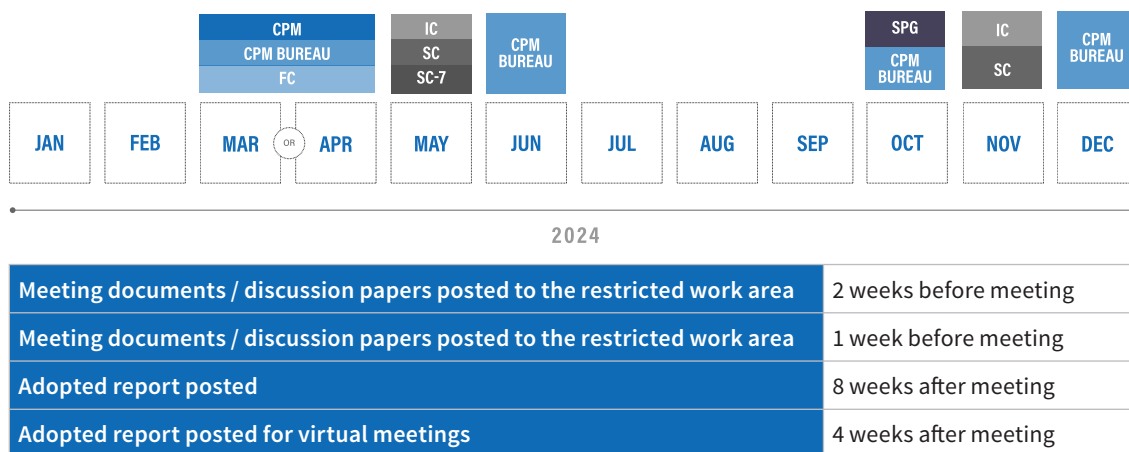 CPM
CPM BUREAU
FC
IC
SC
SC-7
CPM
BUREAU
SPG
CPM
BUREAU
IC
SC
CPM
BUREAU
JAN FEB MAR OR APR MAY JUN JUL AUG SEP OCT NOV DEC
2024
Meeting documents / discussion papers posted to the restricted work area 2 weeks before meeting
Meeting documents / discussion papers posted to the restricted work area 1 week before meeting
Adopted report posted 8 weeks after meeting
Adopted report posted for virtual meetings 4 weeks after meeting